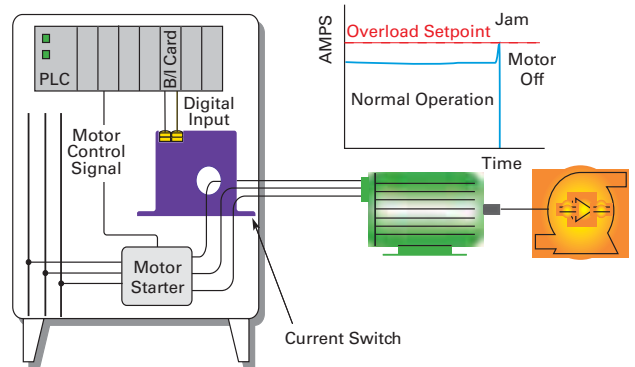 PLC
B/I Card
Digital
Input
Motor
Control
Signal
Motor
Starter
Current Switch
AMPS
Overload Setpoint
Jam
Motor
Off
Normal Operation
Time